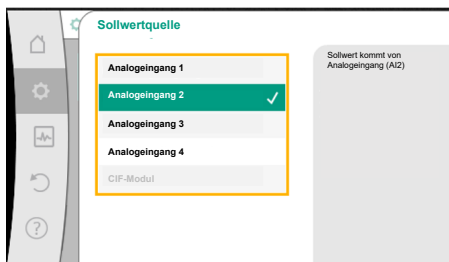 Sollwertquelle
Analogeingang 1
Analogeingang 2
Analogeingang 3
Analogeingang 4
CIF-Modul
Sollwert kommt von
Analogeingang (AI2)
?